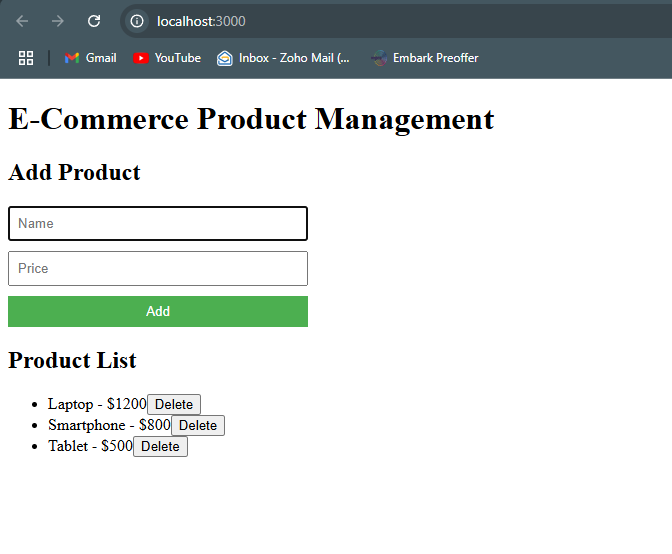 localhost:3000
Gmail YouTube Inbox - Zoho Mail (... Embark Preoffer
E-Commerce Product Management
Add Product
Name
Price
Add
Product List
Laptop - $1200 Delete
Smartphone - $800 Delete
Tablet - $500 Delete